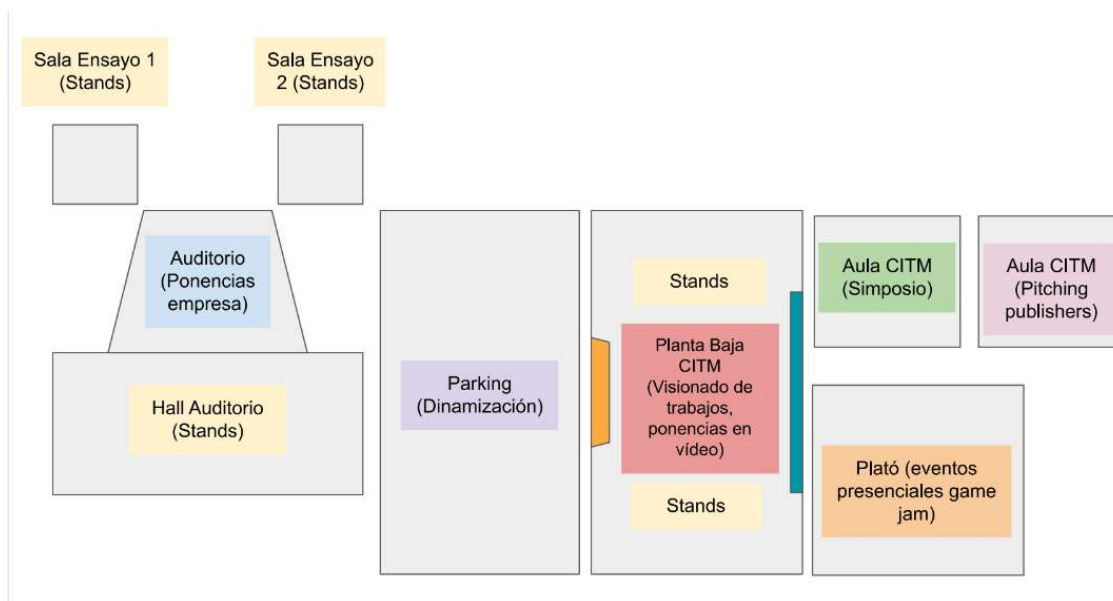 Sala Ensayo 1
(Stands)
Sala Ensayo
2 (Stands)
Auditorio
(Ponencias
empresa)
Hall Auditorio
(Stands)
Parking
(Dinamización)
Stands
Planta Baja
CITM
(Visionado de
trabajos,
ponencias en
vídeo)
Stands
Aula CITM
(Simposio)
Aula CITM
(Pitching
publishers)
Plató (eventos
presenciales game
jam)